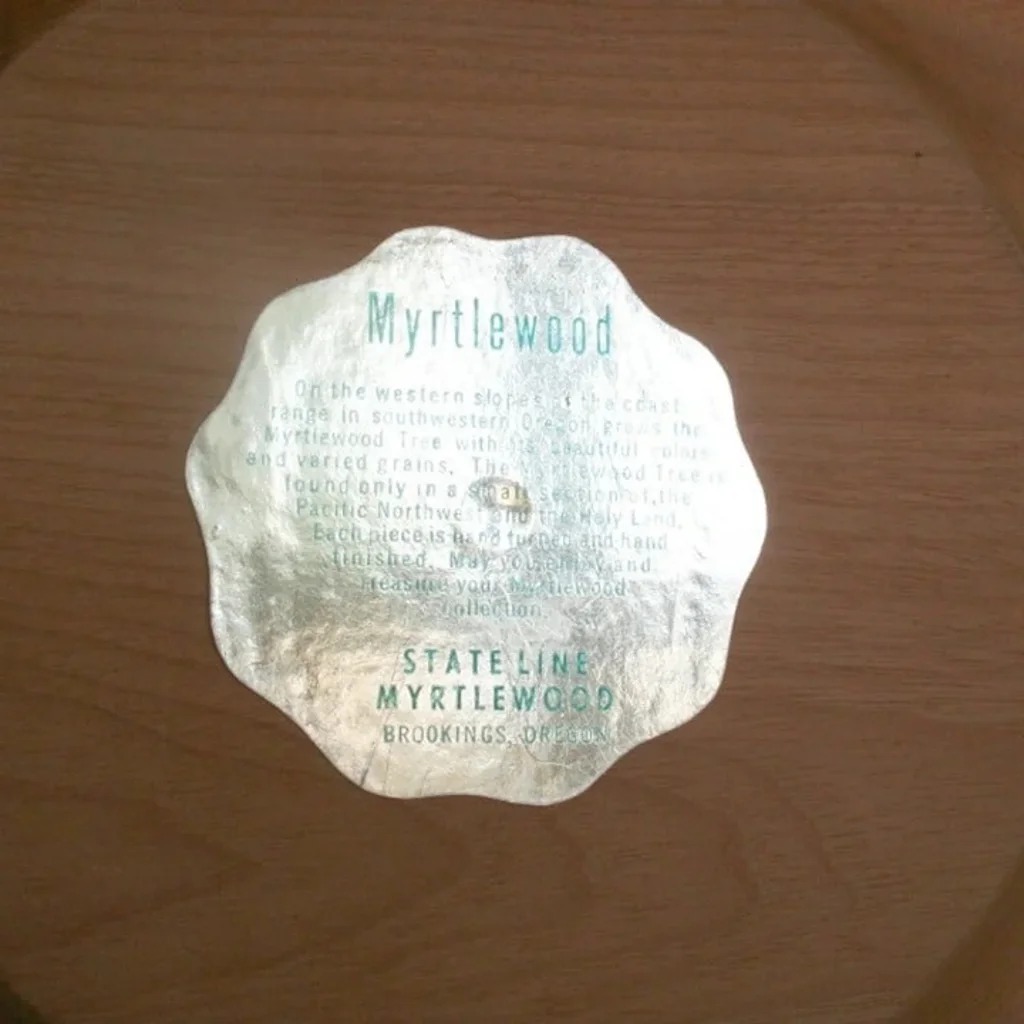 Myrtlewood
On the western slopes of the coast
range in southwestern Oregon grows the
Myrtlewood Tree with its beautiful colors
and varied grains. The Myrtlewood Tree is
found only in a small section of the
Pacific Northwest and the Holy Land.
Each piece is hand turned and hand
finished. May you enjoy and
treasure your Myrtlewood
collection.
STATE LINE
MYRTLEWOOD
BROOKINGS, OREGON